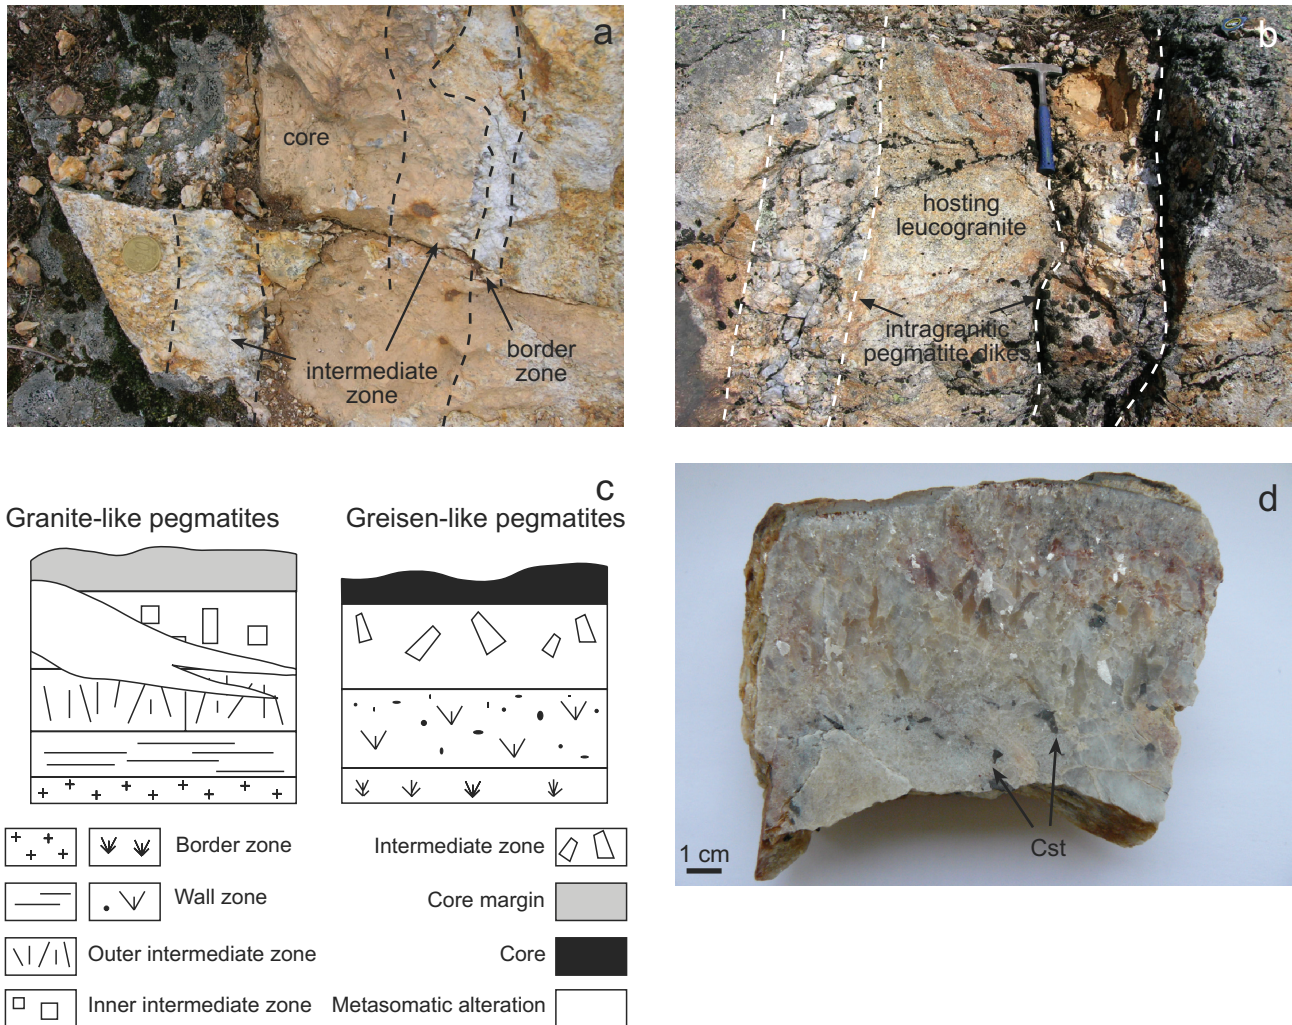 a
core
intermediate
zone
border
zone
b
hosting
leucogranite
intragranitic
pegmatite dikes
c
Granite-like pegmatites
Greisen-like pegmatites
Border zone
Intermediate zone
Wall zone
Core margin
Outer intermediate zone
Core
Inner intermediate zone
Metasomatic alteration
d
Cst
1 cm